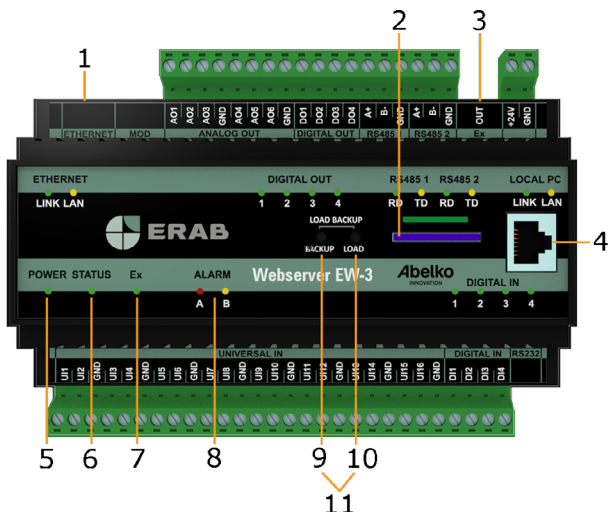 1 2 3
AO1 AO2 AO3 GND AO4 AO5 AO6 GND DO1 DO2 DO3 DO4 A+ B- GND A+ B- GND OUT +24V GND
ETHERNET MOD ANALOG OUT DIGITAL OUT RS485 1 RS485 2 Ex
ETHERNET DIGITAL OUT RS485 1 RS485 2 LOCAL PC
LINK LAN 1 2 3 4 RD TD RD TD LINK LAN
LOAD BACKUP
ERAB
BACKUP LOAD
4
POWER STATUS Ex ALARM Webserver EW-3 Abelko
INNOVATION
DIGITAL IN
A B 1 2 3 4
UNIVERSAL IN DIGITAL IN RS232
UI1 UI2 GND UI3 UI4 GND UI5 UI6 GND UI7 UI8 GND UI9 UI10 GND UI11 UI12 GND UI13 UI14 GND UI15 UI16 GND DI1 DI2 DI3 DI4
5 6 7 8 9 10
11